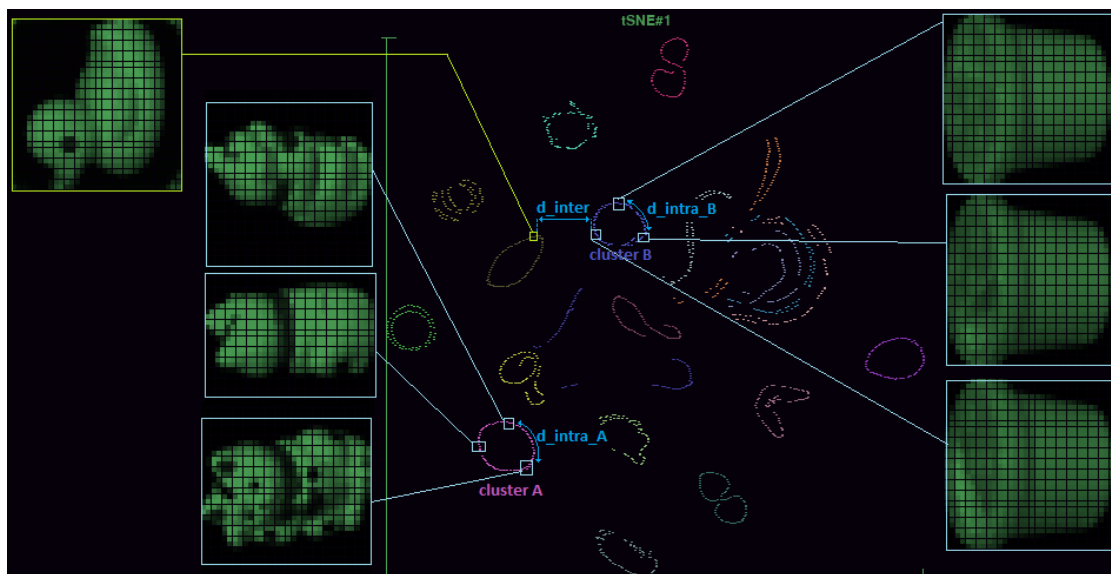 tSNE#1
d_inter
d_intra_B
cluster B
d_intra_A
cluster A